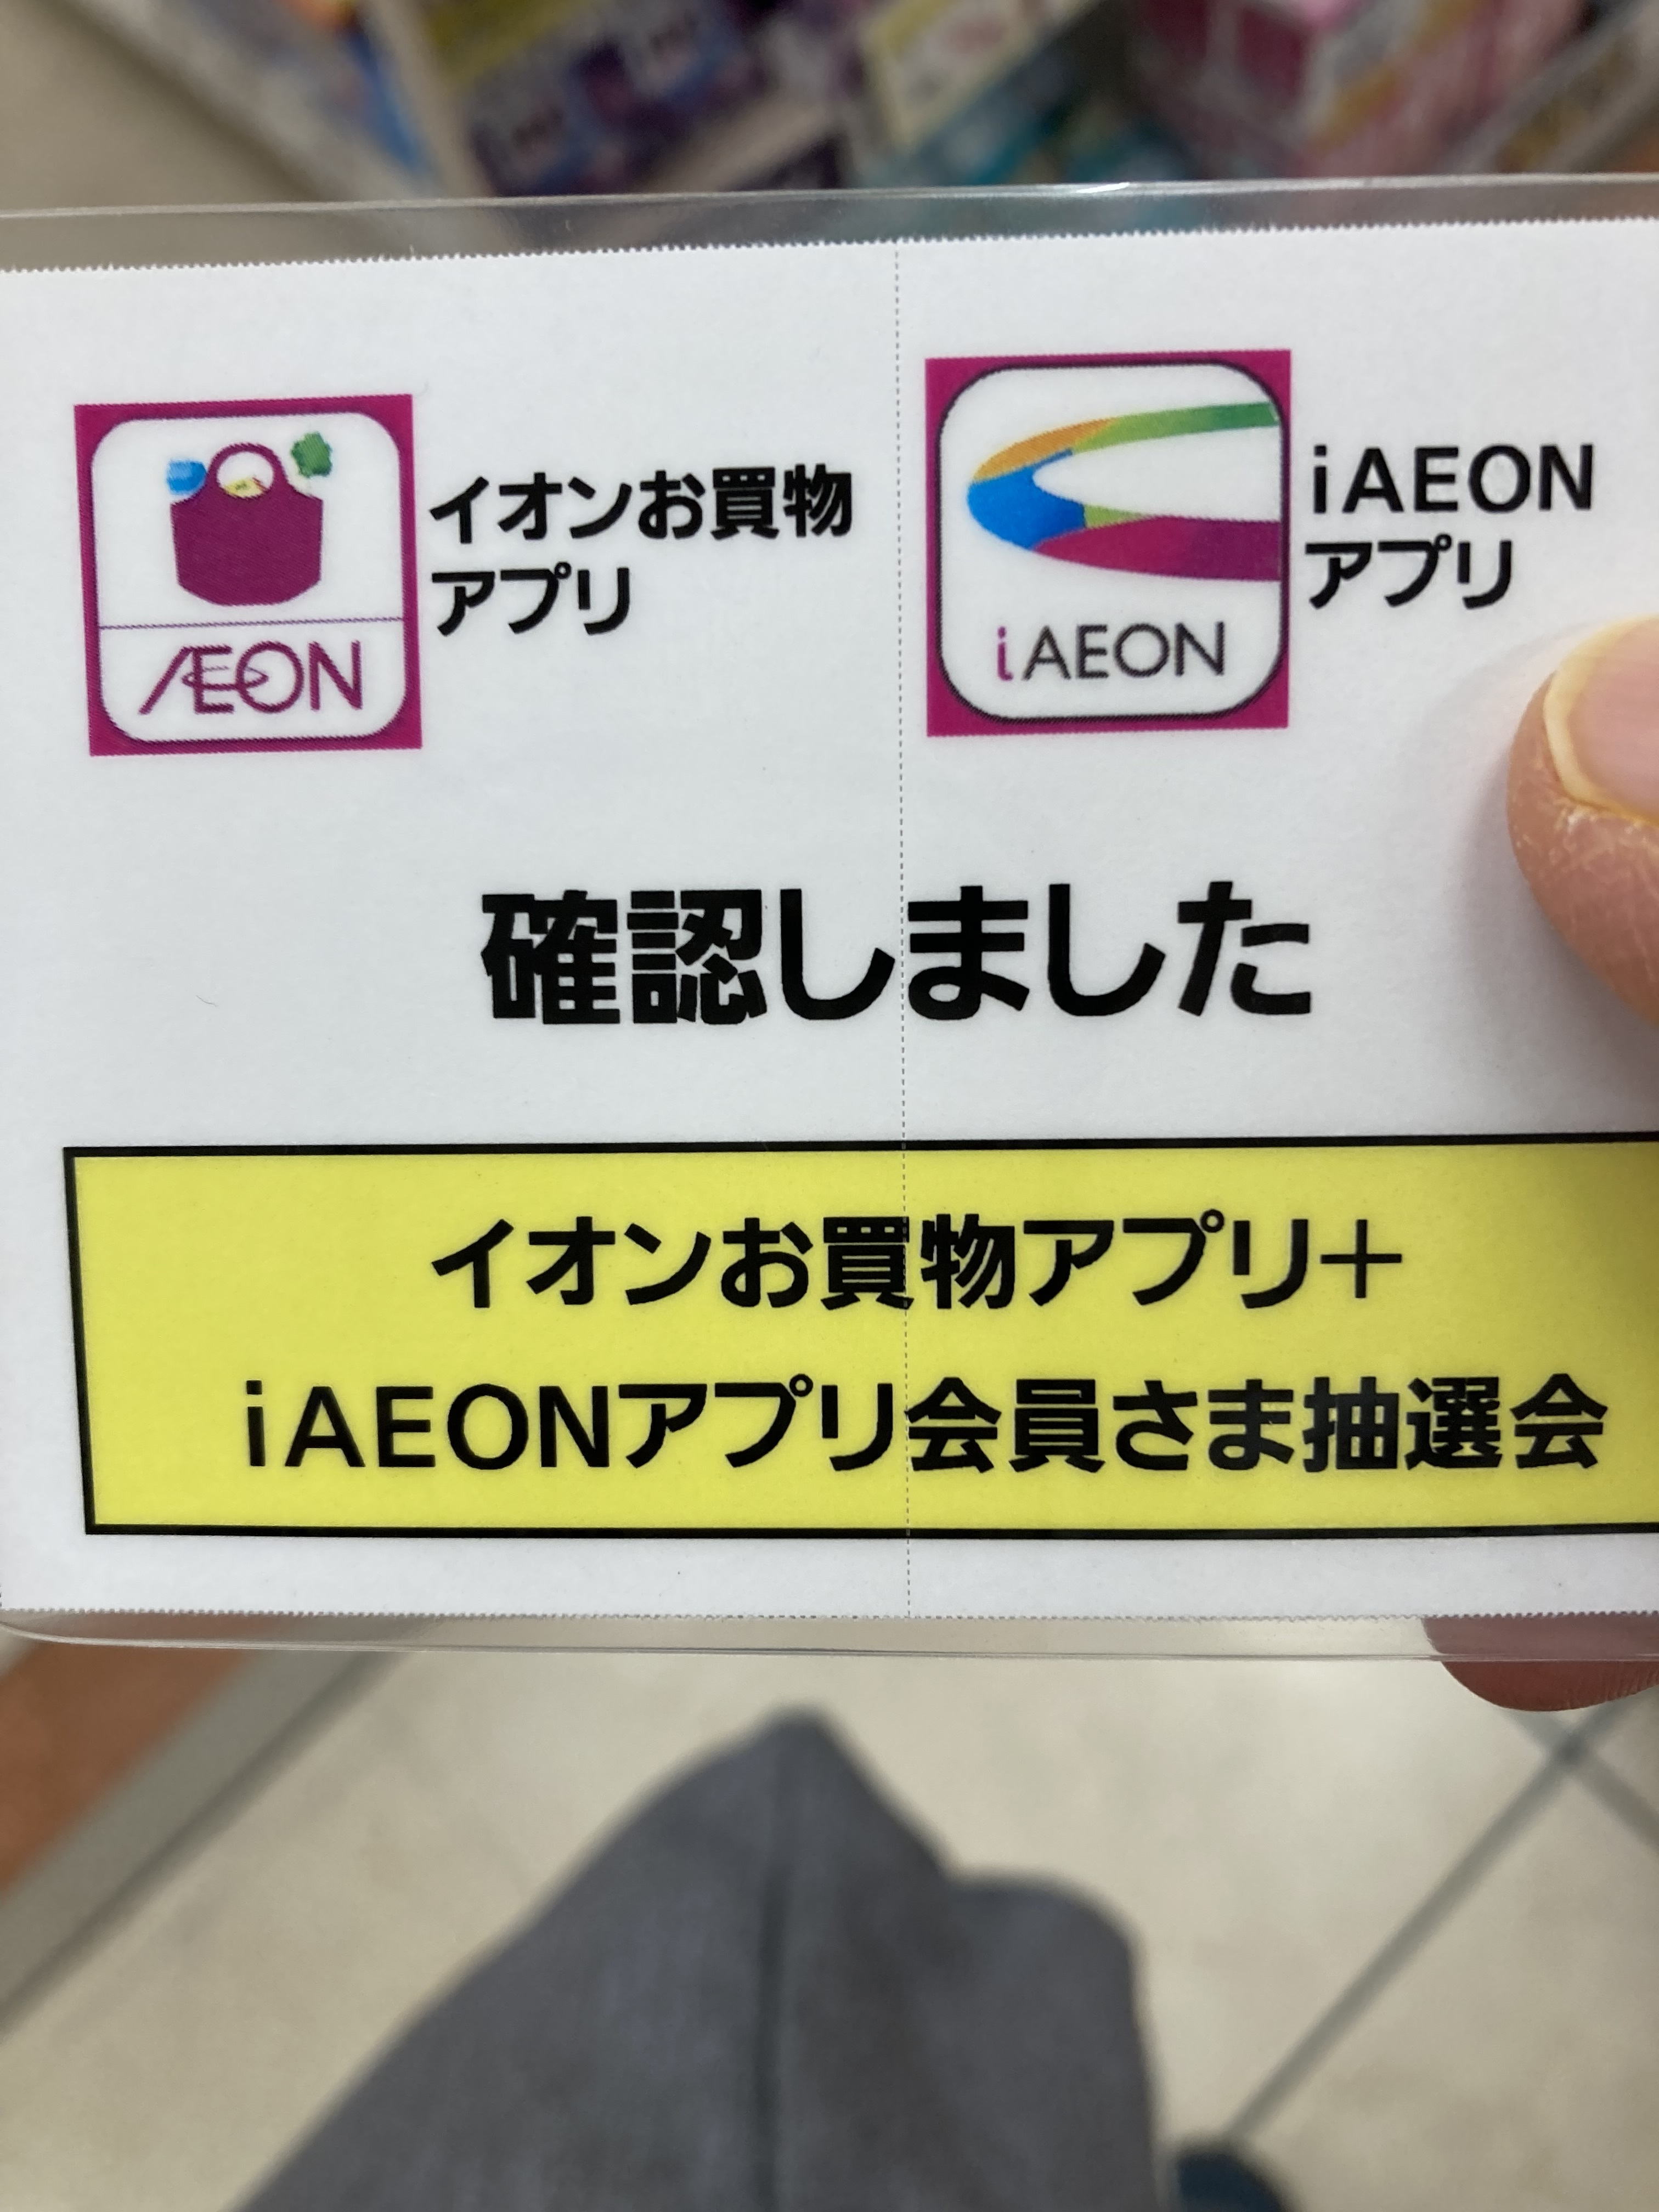 イオンお買物
アプリ
ÆON
iAEON
アプリ
iAEON
確認しました
イオンお買物アプリ+
iAEONアプリ会員さま抽選会